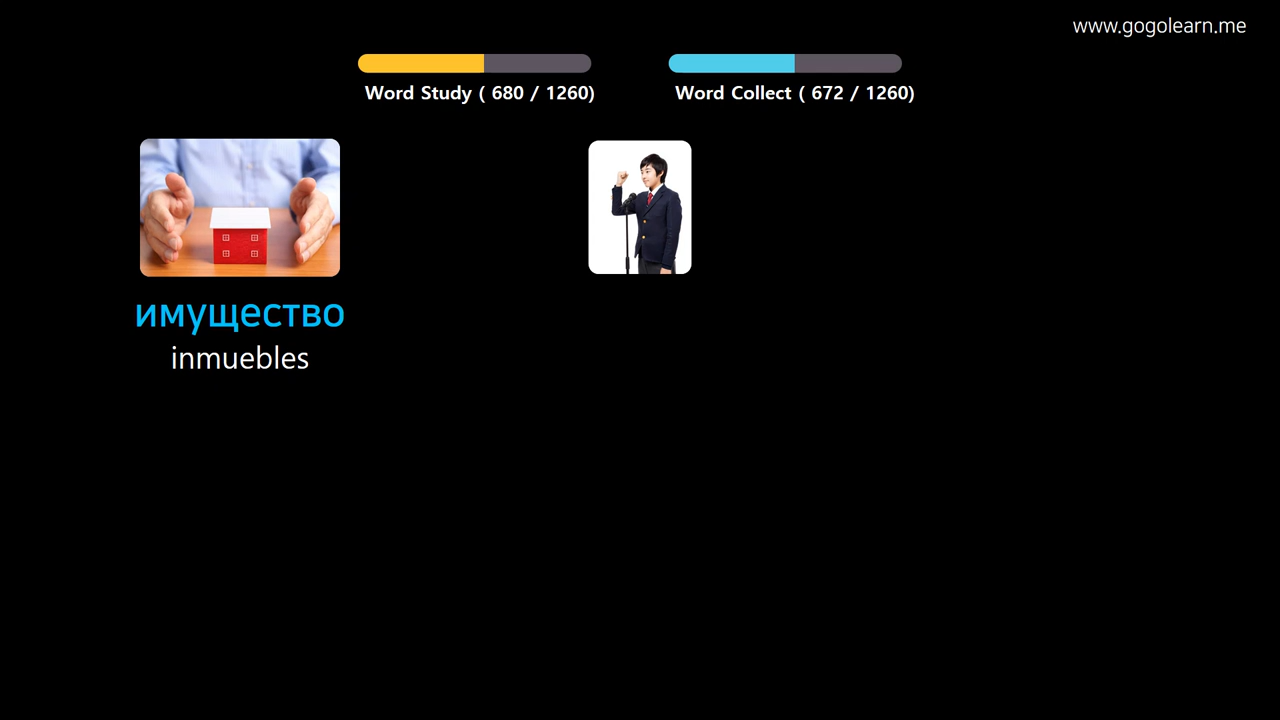 www.gogolearn.me
Word Study ( 680 / 1260)
Word Collect ( 672 / 1260)
имущество
inmuebles